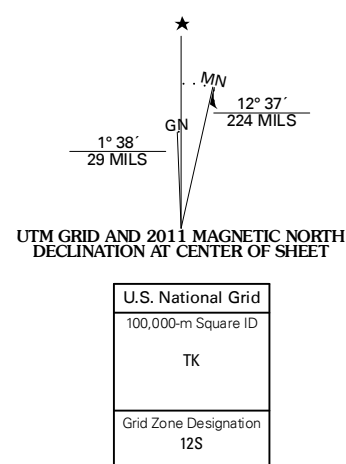 ★
MN
GN
12° 37´
224 MILS
1° 38´
29 MILS
UTM GRID AND 2011 MAGNETIC NORTH
DECLINATION AT CENTER OF SHEET
U.S. National Grid
100,000-m Square ID
TK
Grid Zone Designation
12S